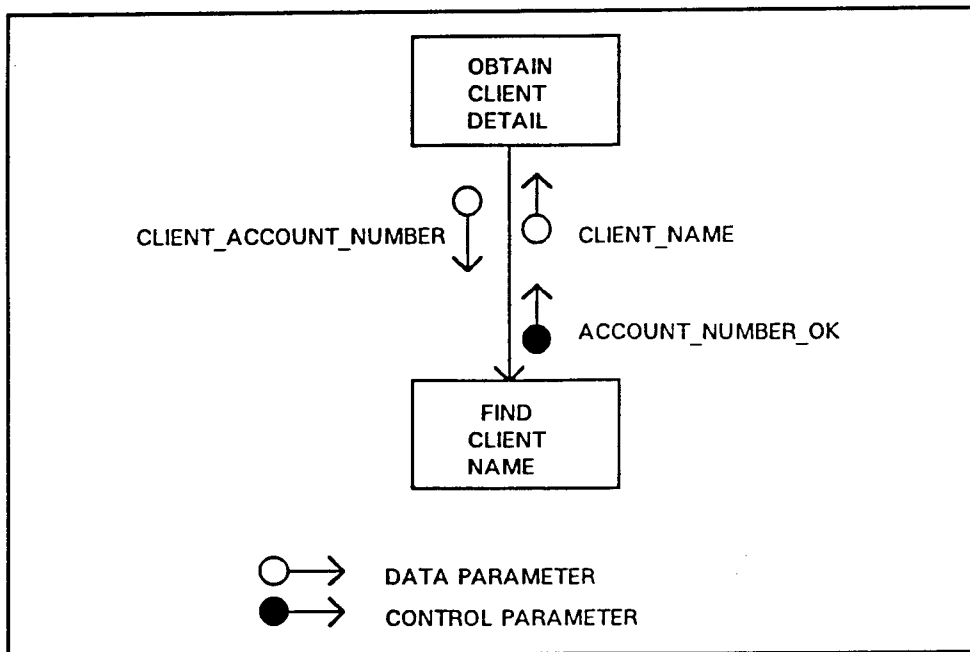 OBTAIN
CLIENT
DETAIL
CLIENT_ACCOUNT_NUMBER
CLIENT_NAME
ACCOUNT_NUMBER_OK
FIND
CLIENT
NAME
DATA PARAMETER
CONTROL PARAMETER